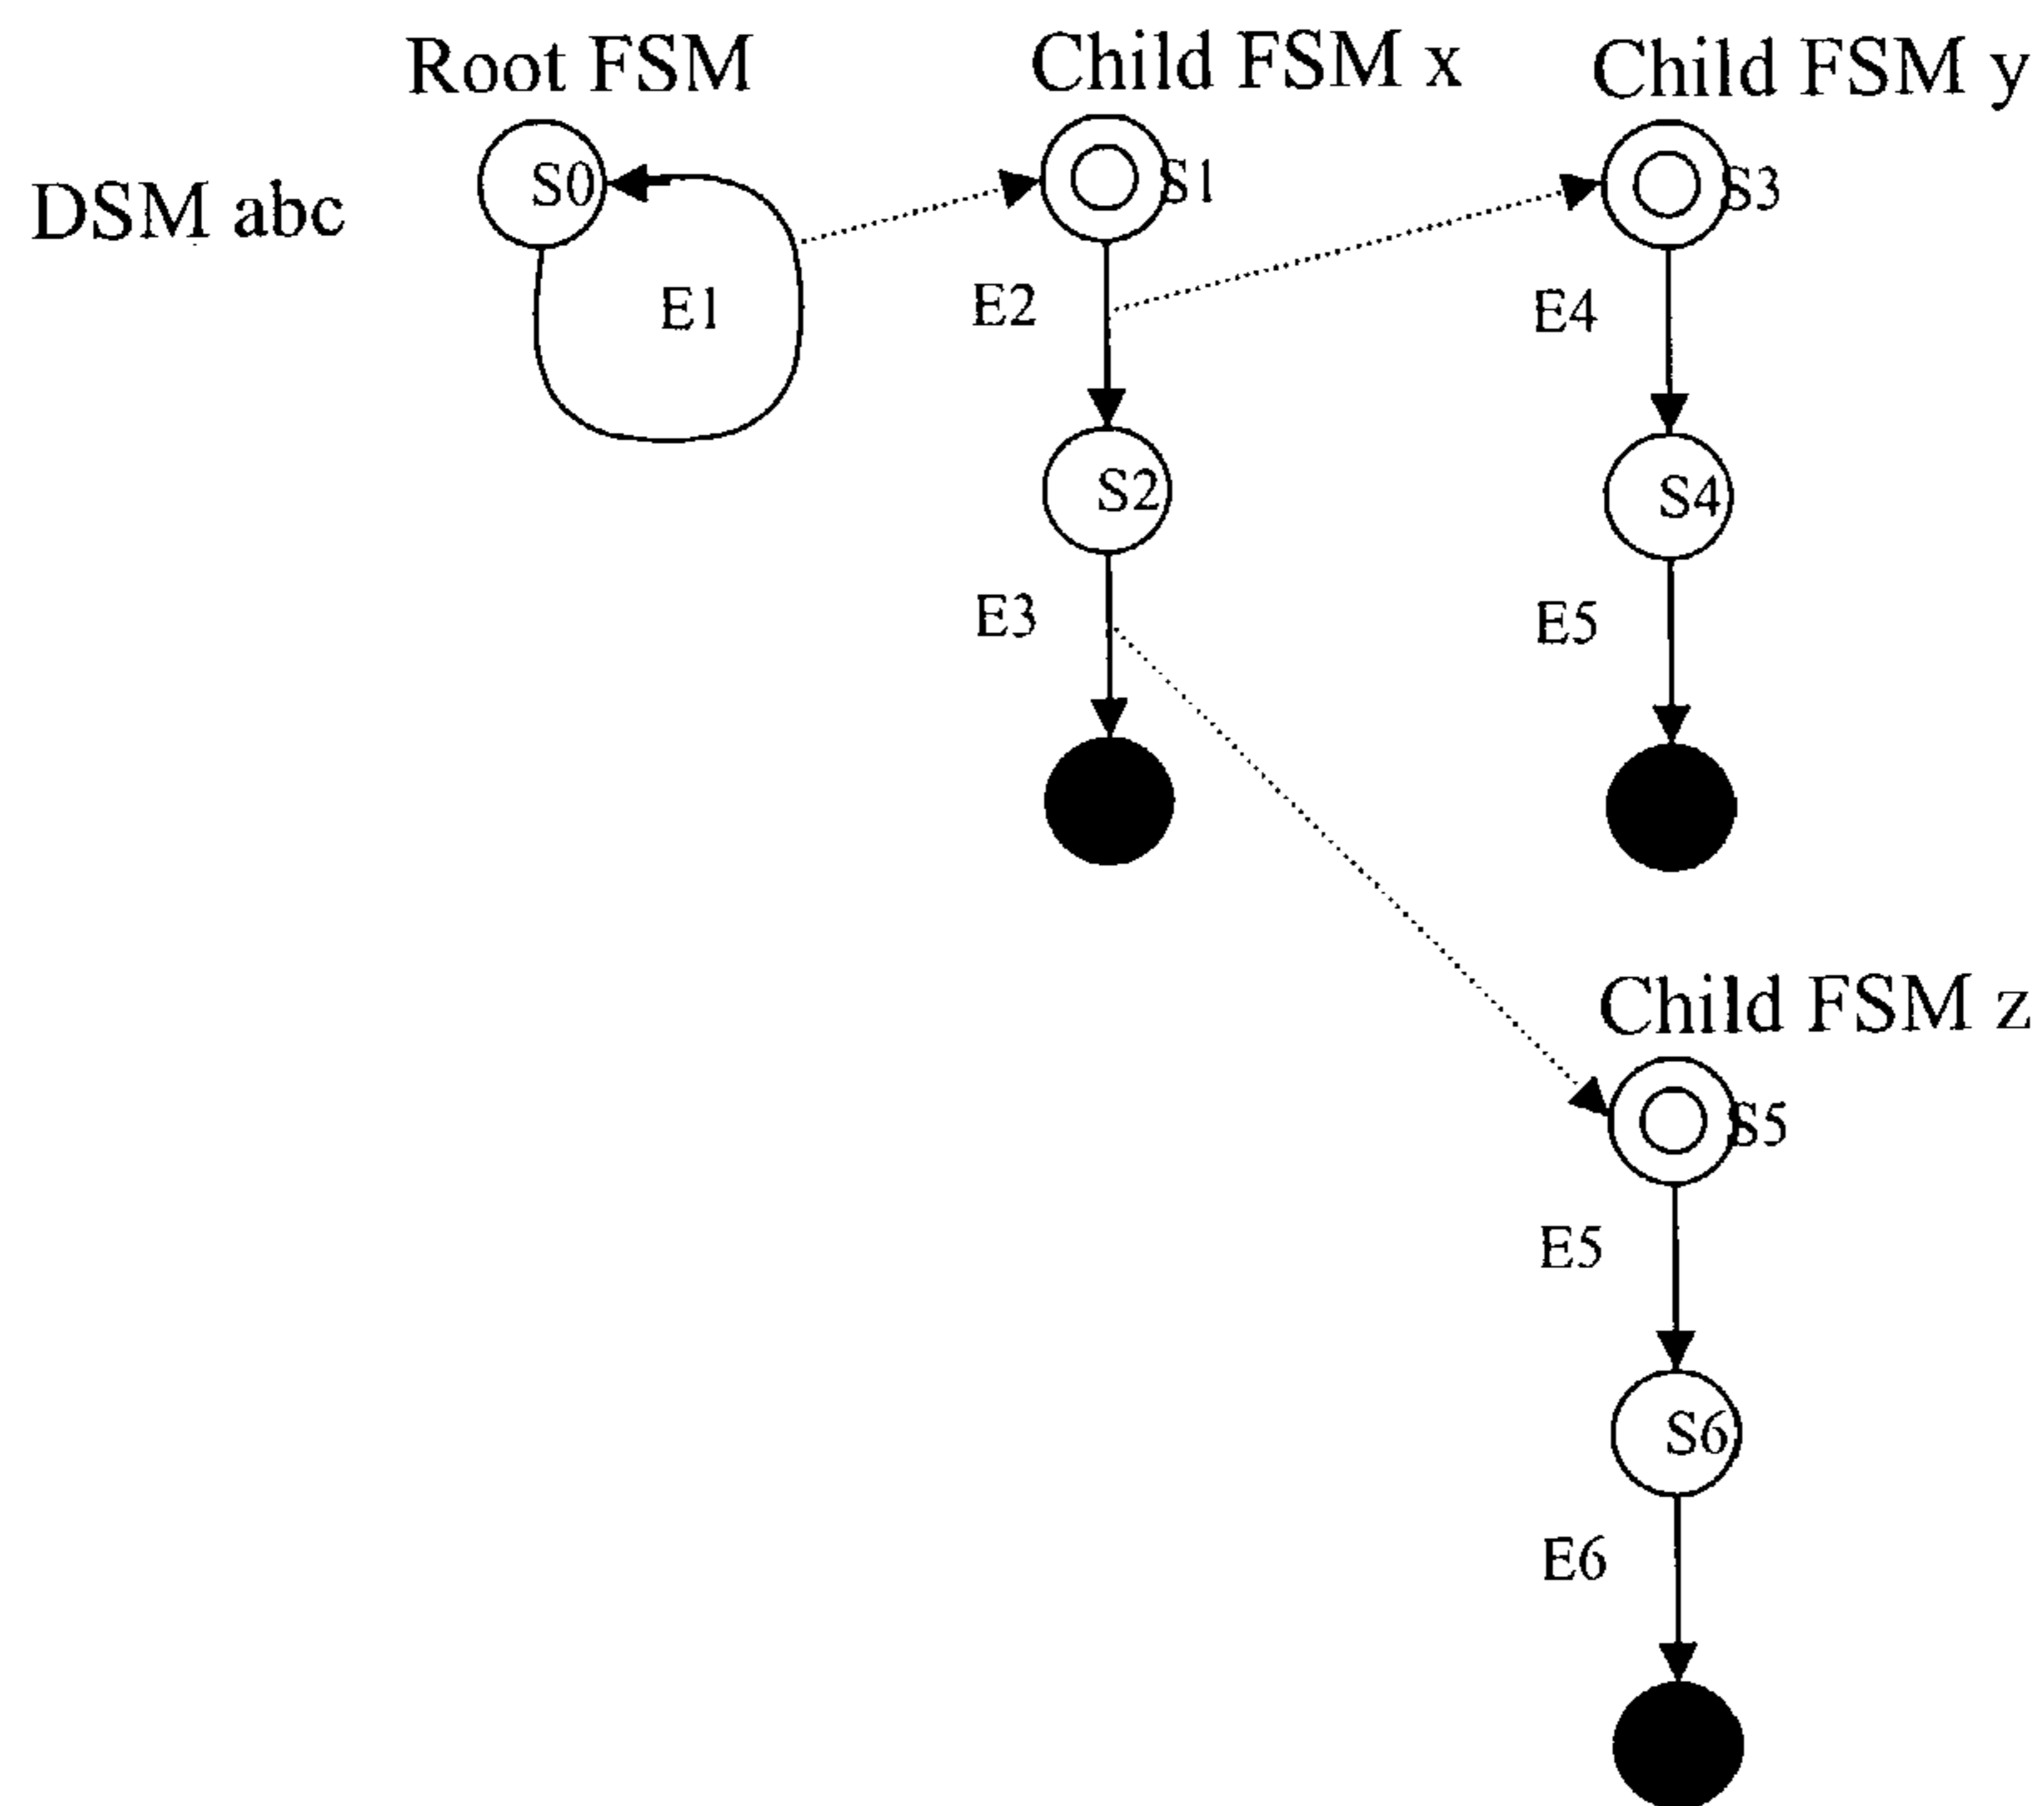 Root FSM
Child FSM x
Child FSM y
DSM abc
S0
S1
S3
E1
E2
E4
S2
S4
E3
E5
Child FSM z
S5
E5
S6
E6